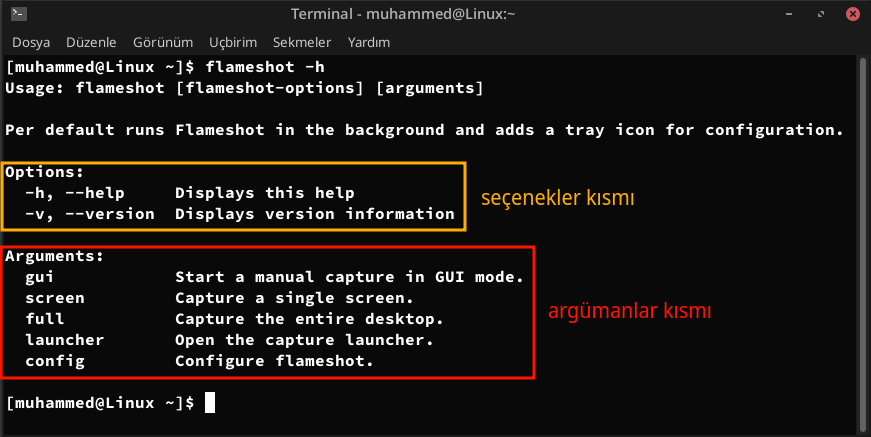 Terminal - muhammed@Linux:~
Dosya Düzenle Görünüm Uçbirim Sekmeler Yardım
[muhammed@Linux ~]$ flameshot -h
Usage: flameshot [flameshot-options] [arguments]
Per default runs Flameshot in the background and adds a tray icon for configuration.
Options:
-h, --help Displays this help
-v, --version Displays version information
seçenekler kısmı
Arguments:
gui Start a manual capture in GUI mode.
screen Capture a single screen.
full Capture the entire desktop.
launcher Open the capture launcher.
config Configure flameshot.
argümanlar kısmı
[muhammed@Linux ~]$